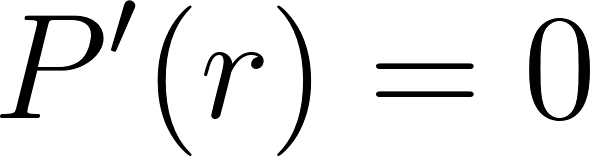 P′(r) = 0